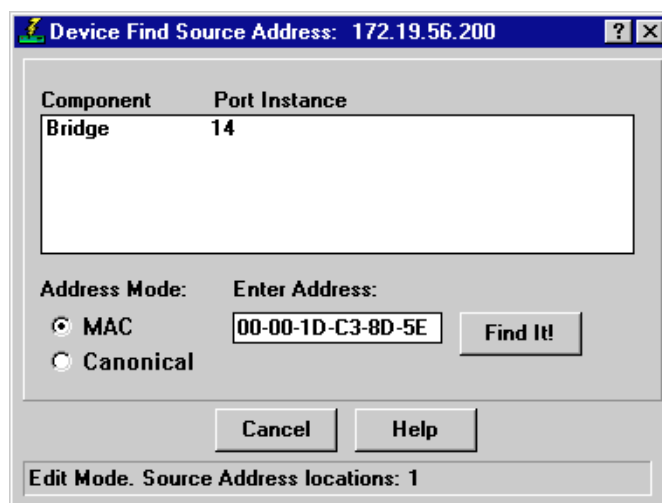 Device Find Source Address: 172.19.56.200 ? X
Component Port Instance
Bridge 14
Address Mode: Enter Address:
MAC 00-00-1D-C3-8D-5E Find It!
Canonical
Cancel Help
Edit Mode. Source Address locations: 1